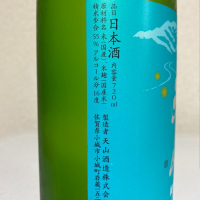 品目 日本酒 内容量720ml
原材料名 米(国産)、米麹(国産米)
精米歩合55% アルコール分16度
製造者 天山酒造株式会
佐賀県小城市小城町岩蔵